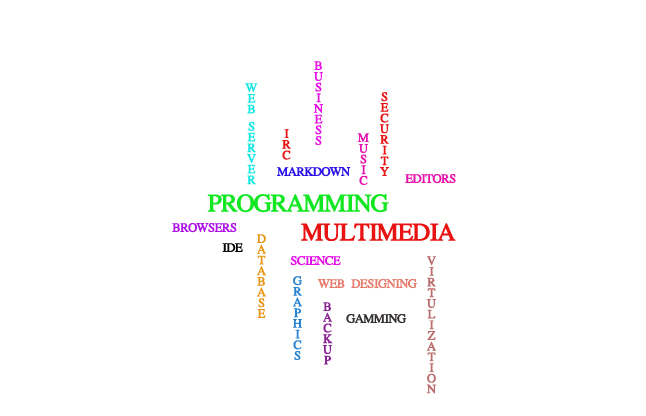 BUSINESS
WEB SERVER
SECURITY
IRC
MUSIC
MARKDOWN
EDITORS
PROGRAMMING
BROWSERS
MULTIMEDIA
IDE
DATABASE
SCIENCE
VIRTULIZATION
GRAPHICS
WEB DESIGNING
BACKUP
GAMMING